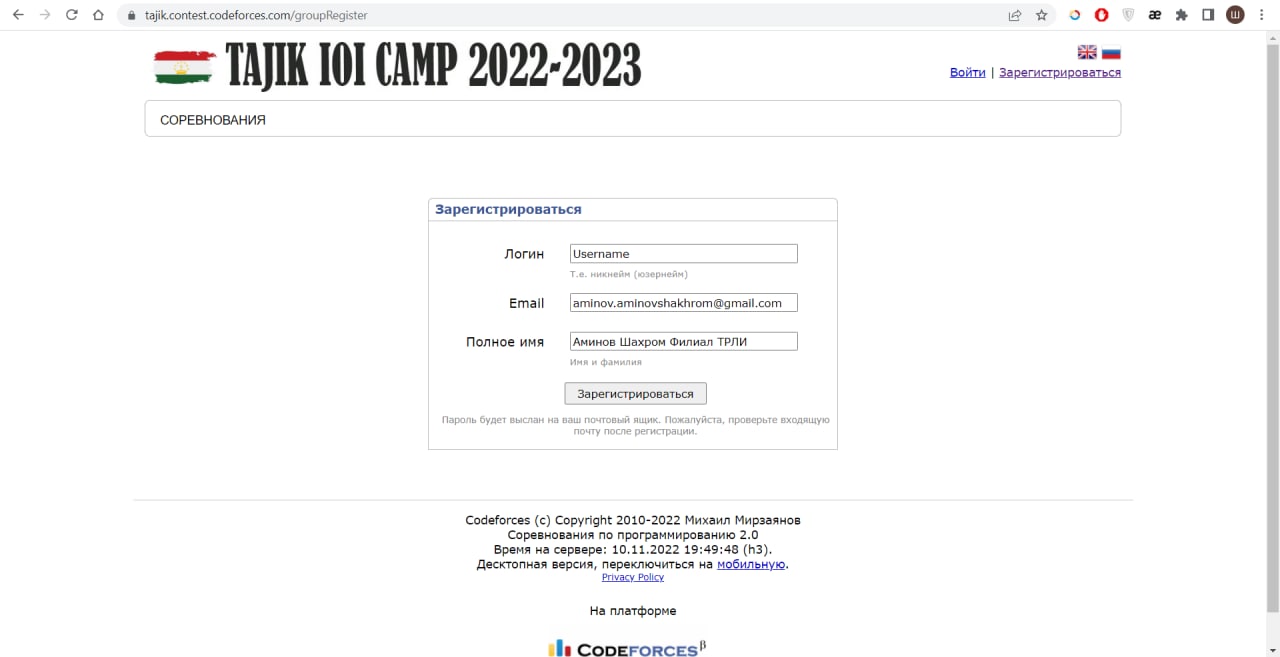 tajik.contest.codeforces.com/groupRegister
æ
Ш
TAJIK IOI CAMP 2022-2023
Войти | Зарегистрироваться
СОРЕВНОВАНИЯ
Зарегистрироваться
Логин
Username
Т.е. никнейм (юзернейм)
Email
aminov.aminovshakhrom@gmail.com
Полное имя
Аминов Шахром Филиал ТРЛИ
Имя и фамилия
Зарегистрироваться
Пароль будет выслан на ваш почтовый ящик. Пожалуйста, проверьте входящую
почту после регистрации.
Codeforces (c) Copyright 2010-2022 Михаил Мирзаянов
Соревнования по программированию 2.0
Время на сервере: 10.11.2022 19:49:48 (h3).
Десктопная версия, переключиться на мобильную.
Privacy Policy
На платформе
CODEFORCES β